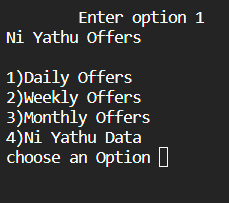 Enter option 1
Ni Yathu Offers
1)Daily Offers
2)Weekly Offers
3)Monthly Offers
4)Ni Yathu Data
choose an Option